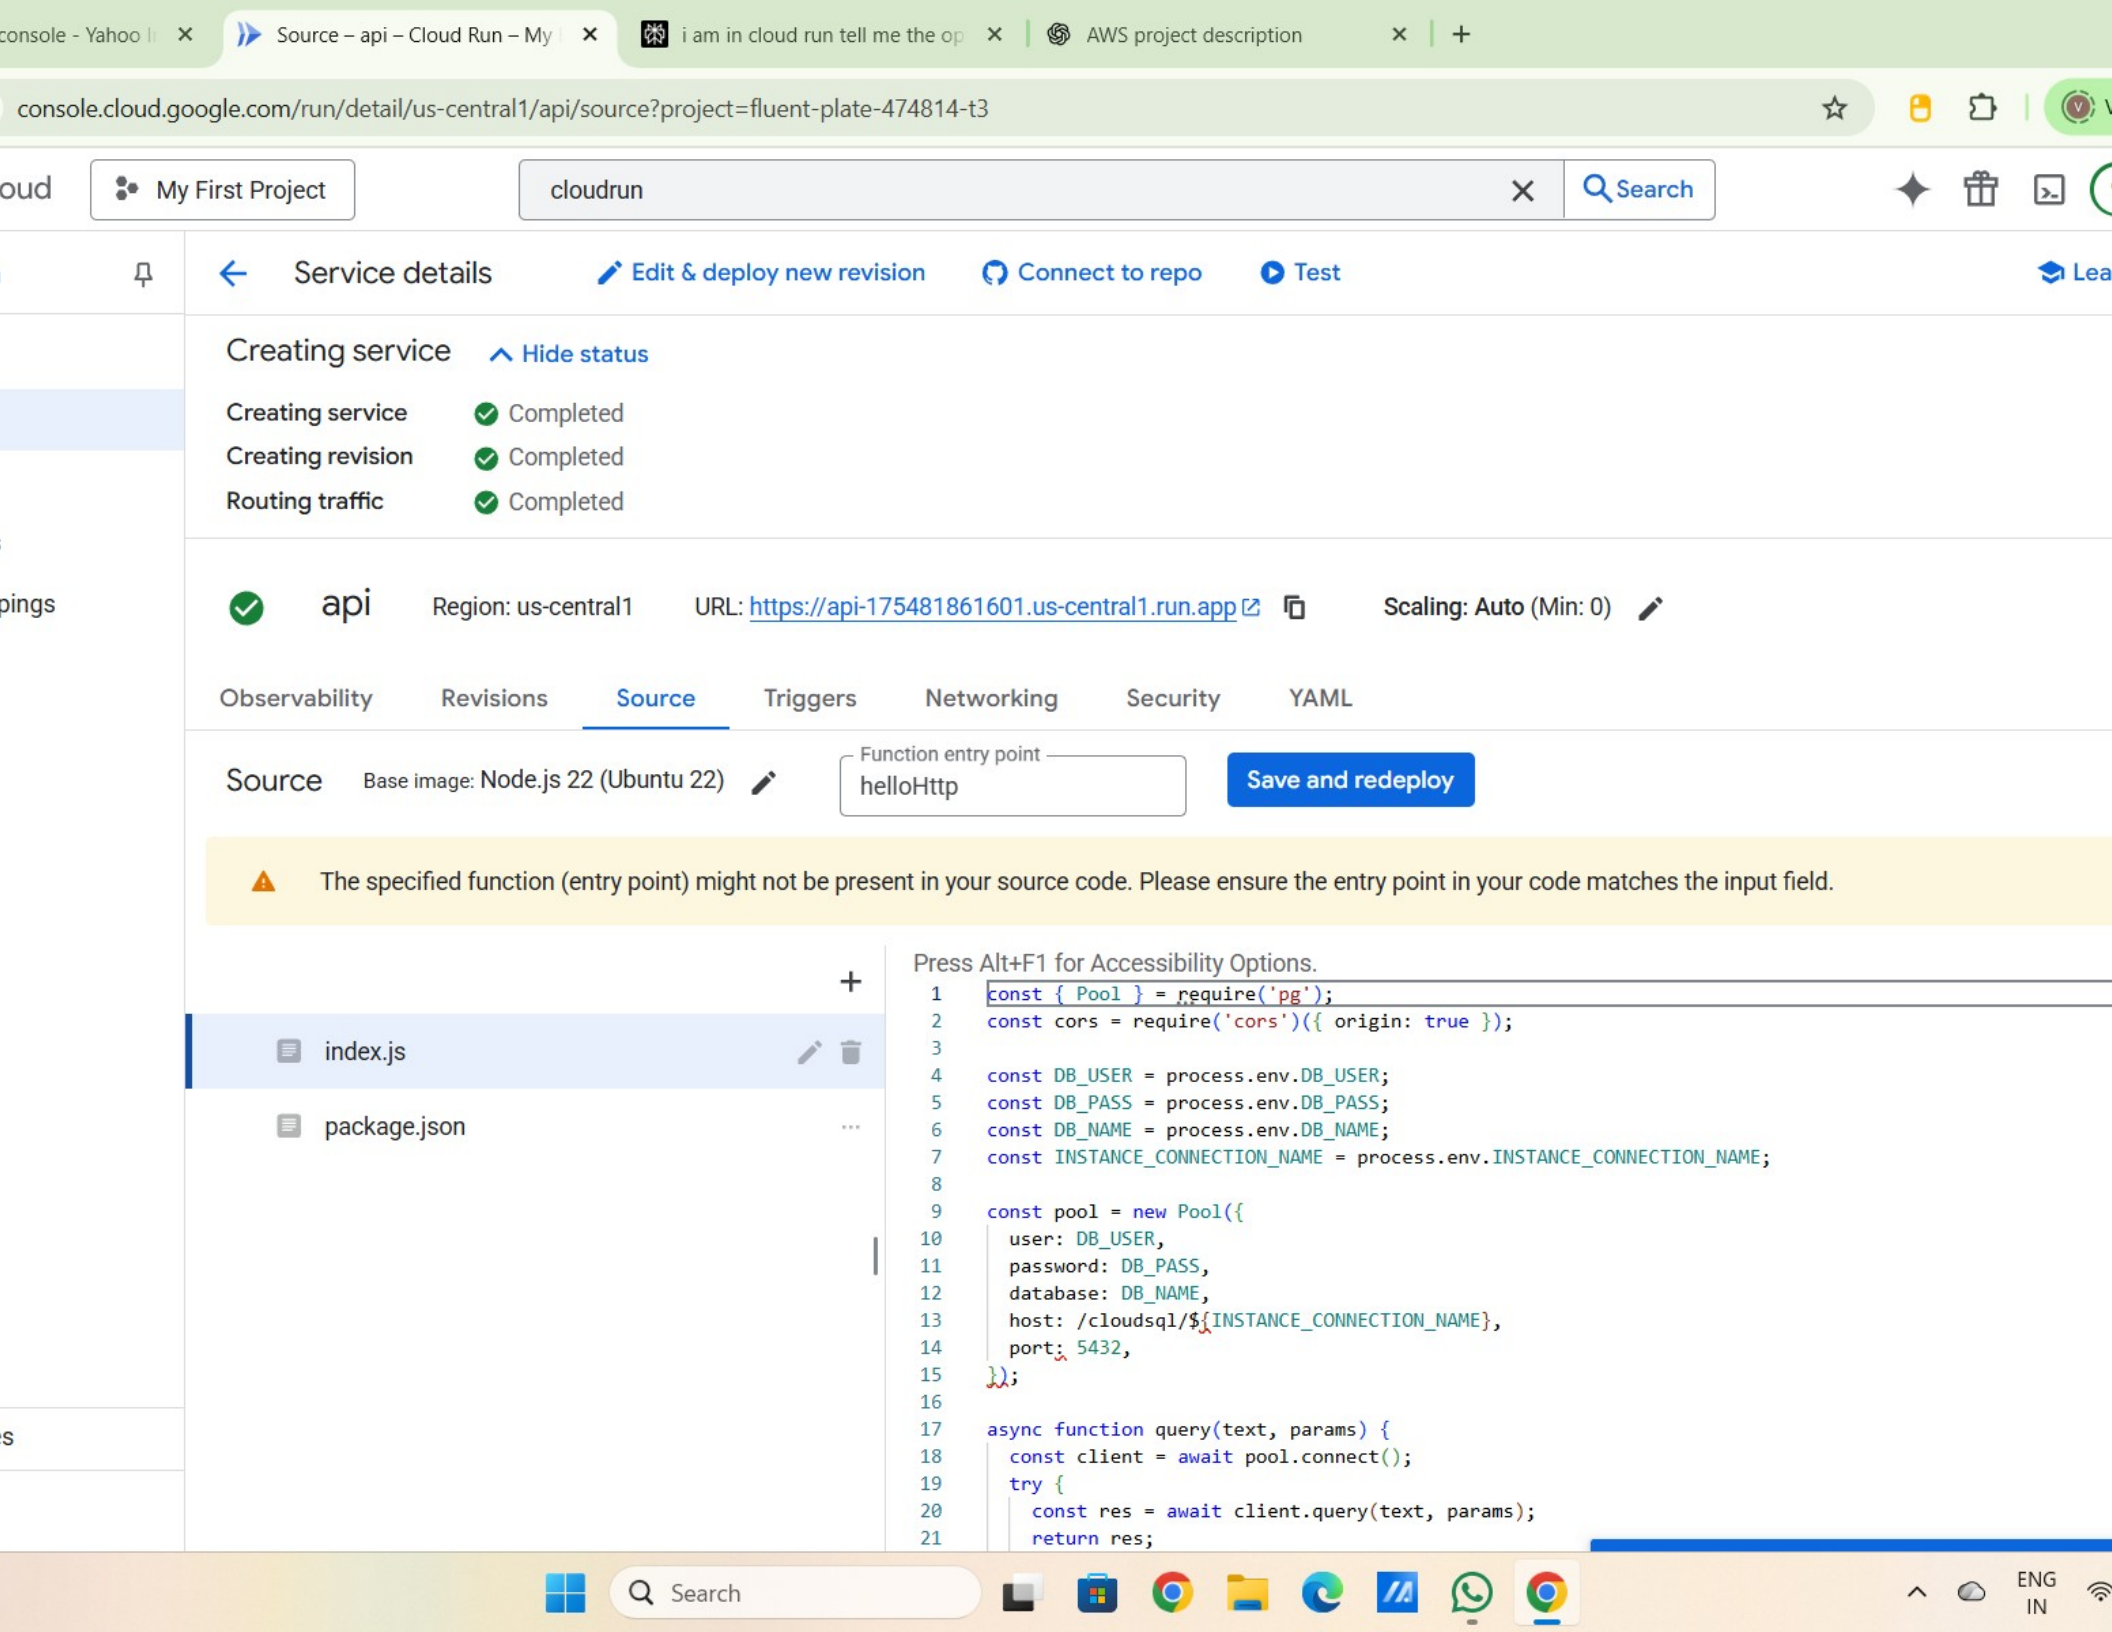 console - Yahoo I
Source – api – Cloud Run – My
i am in cloud run tell me the op
AWS project description
console.cloud.google.com/run/detail/us-central1/api/source?project=fluent-plate-474814-t3
V
oud
My First Project
cloudrun
Search
Service details
Edit & deploy new revision
Connect to repo
Test
Lea
Creating service
Hide status
Creating service Completed
Creating revision Completed
Routing traffic Completed
pings
api
Region: us-central1
URL: https://api-175481861601.us-central1.run.app
Scaling: Auto (Min: 0)
Observability
Revisions
Source
Triggers
Networking
Security
YAML
Source
Base image: Node.js 22 (Ubuntu 22)
Function entry point
helloHttp
Save and redeploy
The specified function (entry point) might not be present in your source code. Please ensure the entry point in your code matches the input field.
index.js
package.json
...
es
Press Alt+F1 for Accessibility Options.
1 const { Pool } = require('pg');
2 const cors = require('cors')({ origin: true });
3
4 const DB_USER = process.env.DB_USER;
5 const DB_PASS = process.env.DB_PASS;
6 const DB_NAME = process.env.DB_NAME;
7 const INSTANCE_CONNECTION_NAME = process.env.INSTANCE_CONNECTION_NAME;
8
9 const pool = new Pool({
10 user: DB_USER,
11 password: DB_PASS,
12 database: DB_NAME,
13 host: /cloudsql/${INSTANCE_CONNECTION_NAME},
14 port: 5432,
15 });
16
17 async function query(text, params) {
18 const client = await pool.connect();
19 try {
20 const res = await client.query(text, params);
21 return res;
Search
ENG
IN